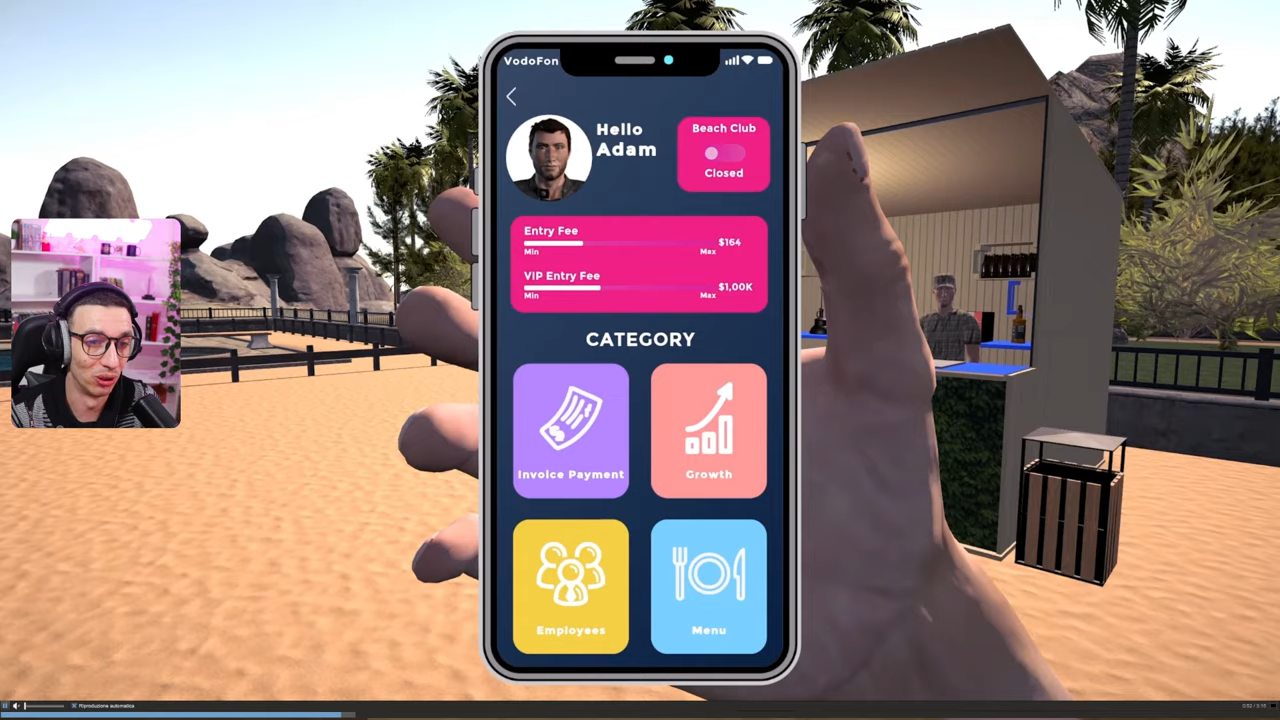 VodoFon
Hello
Adam
Beach Club
Closed
Entry Fee
$164
Min
Max
VIP Entry Fee
$1,00K
Min
Max
CATEGORY
Invoice Payment
Growth
Employees
Menu
Riproduzione automatica